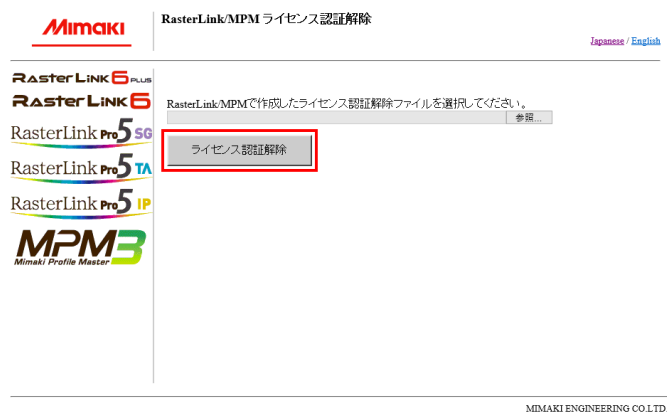 Mimaki
RasterLink/MPM ライセンス認証解除
Japanese / English
RasterLink6PLUS
RasterLink6
RasterLink Pro5 SG
RasterLink Pro5 TA
RasterLink Pro5 IP
MPM3
Mimaki Profile Master
RasterLink/MPMで作成したライセンス認証解除ファイルを選択してください。
参照...
ライセンス認証解除
MIMAKI ENGINEERING CO.LTD